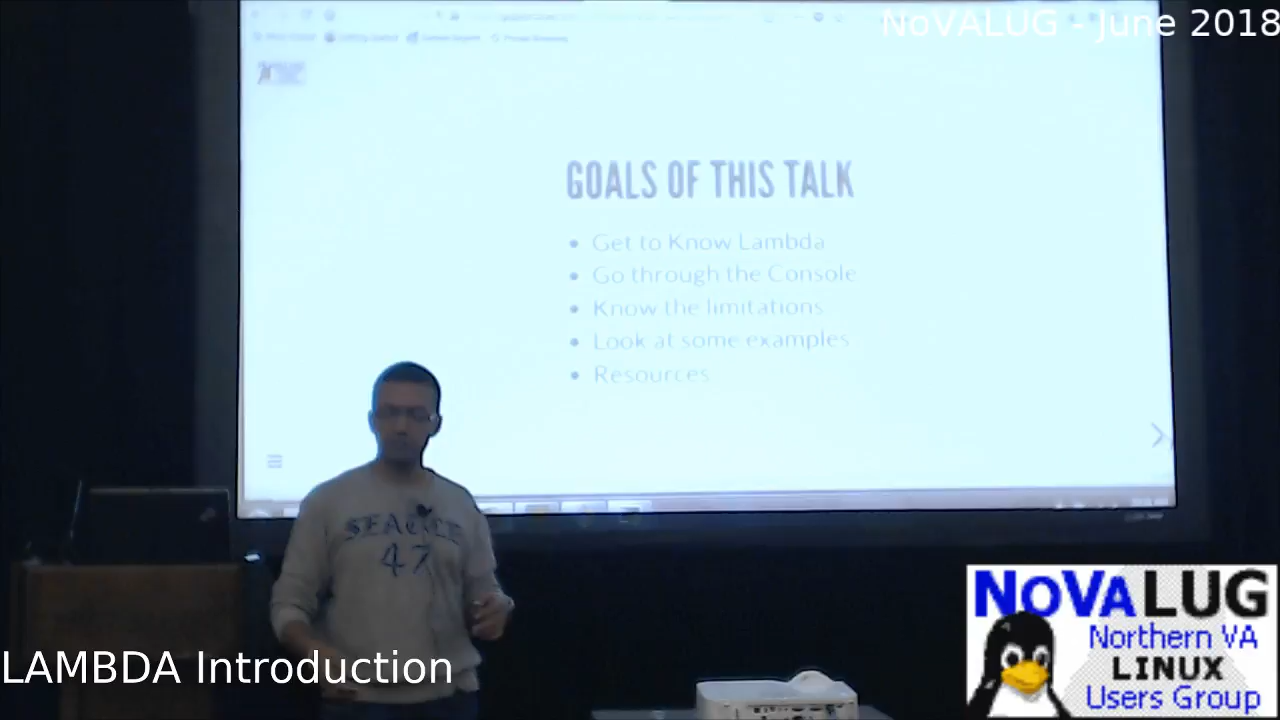 NoVALUG - June 2018
GOALS OF THIS TALK
• Get to Know Lambda
• Go through the Console
• Know the limitations
• Look at some examples
• Resources
SEATTLE
47
LAMBDA Introduction
NoVALUG
Northern VA
LINUX
Users Group